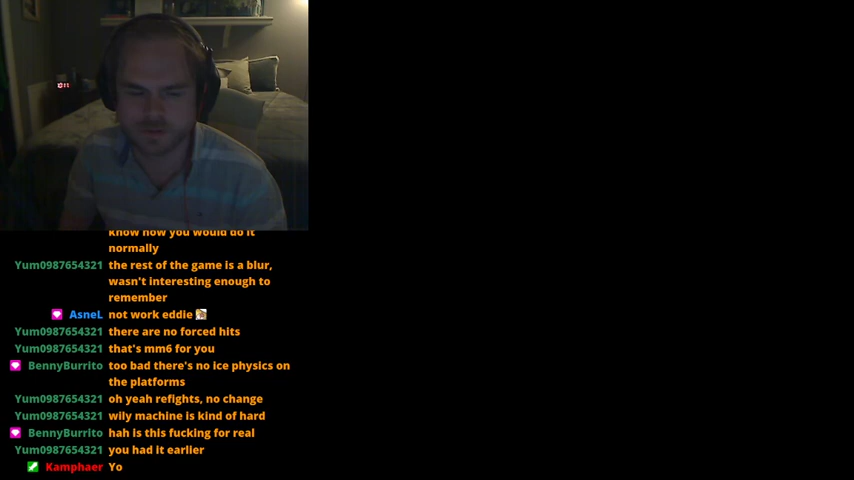 know how you would do it
normally
Yum0987654321 the rest of the game is a blur,
wasn't interesting enough to
remember
AsneL not work eddie
Yum0987654321 there are no forced hits
Yum0987654321 that's mm6 for you
BennyBurrito too bad there's no ice physics on
the platforms
Yum0987654321 oh yeah refights, no change
Yum0987654321 wily machine is kind of hard
BennyBurrito hah is this fucking for real
Yum0987654321 you had it earlier
Kamphaer Yo